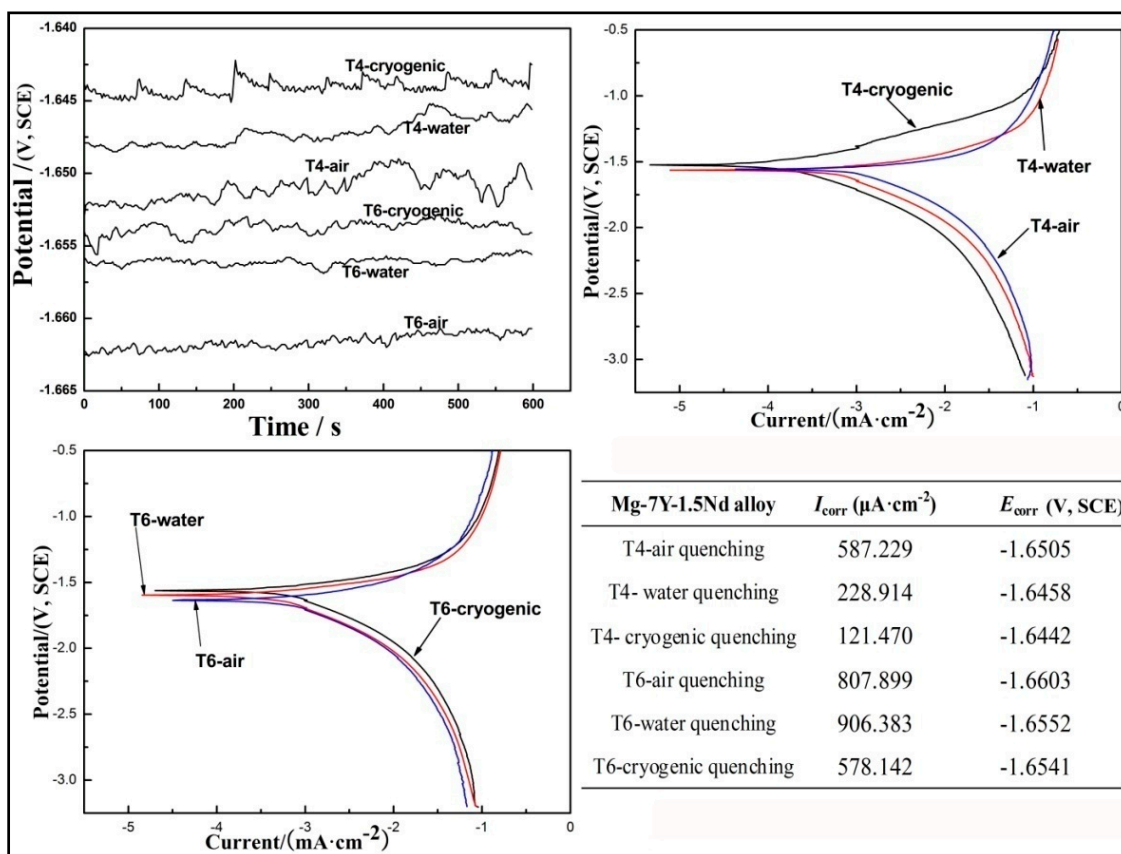 -1.640
-1.645
-1.650
-1.655
-1.660
-1.665
Potential /(V, SCE)
T4-cryogenic
T4-water
T4-air
T6-cryogenic
T6-water
T6-air
0 100 200 300 400 500 600
Time / s
-0.5
-1.0
-1.5
-2.0
-2.5
-3.0
Potential/(V, SCE)
T4-cryogenic
T4-water
T4-air
-5 -4 -3 -2 -1 0
Current/(mA·cm-2)
-0.5
-1.0
-1.5
-2.0
-2.5
-3.0
Potential/(V, SCE)
T6-water
T6-cryogenic
T6-air
-5 -4 -3 -2 -1 0
Current/(mA·cm-2)
Mg-7Y-1.5Nd alloy Icorr (μA·cm-2) Ecorr (V, SCE)
T4-air quenching 587.229 -1.6505
T4- water quenching 228.914 -1.6458
T4- cryogenic quenching 121.470 -1.6442
T6-air quenching 807.899 -1.6603
T6-water quenching 906.383 -1.6552
T6-cryogenic quenching 578.142 -1.6541